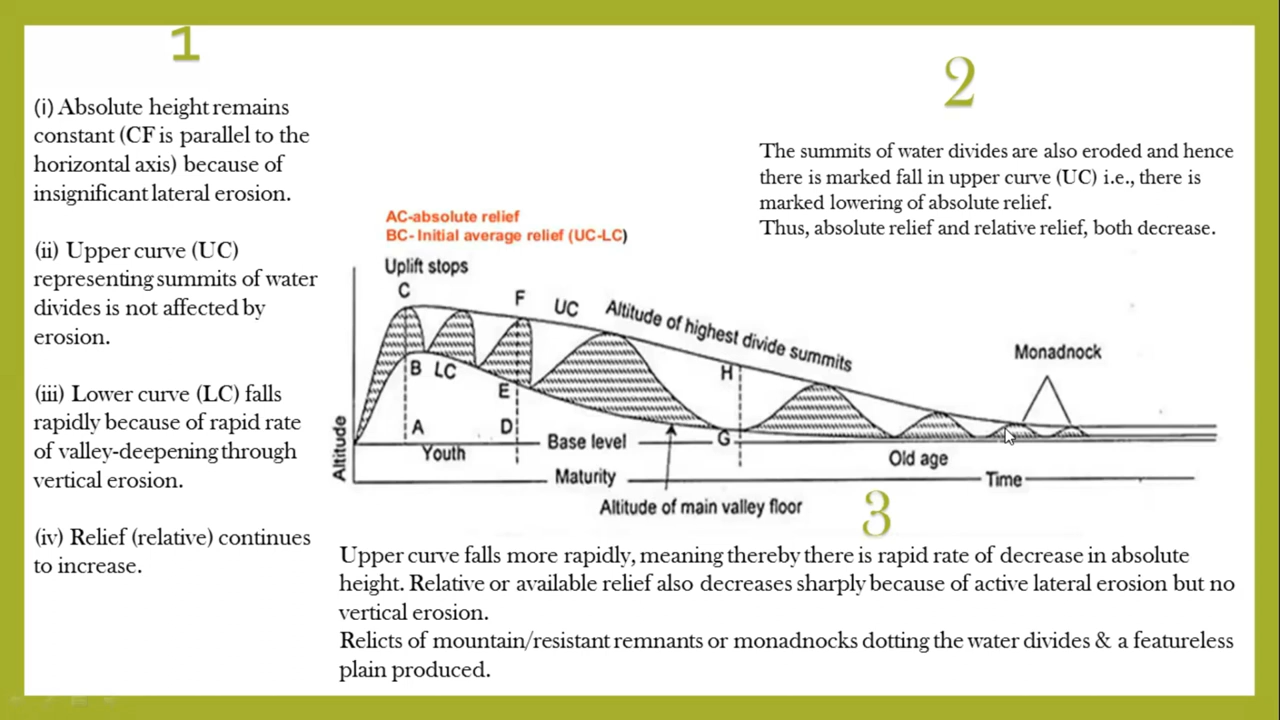 1
(i) Absolute height remains
constant (CF is parallel to the
horizontal axis) because of
insignificant lateral erosion.
(ii) Upper curve (UC)
representing summits of water
divides is not affected by
erosion.
(iii) Lower curve (LC) falls
rapidly because of rapid rate
of valley-deepening through
vertical erosion.
(iv) Relief (relative) continues
to increase.
2
The summits of water divides are also eroded and hence
there is marked fall in upper curve (UC) i.e., there is
marked lowering of absolute relief.
Thus, absolute relief and relative relief, both decrease.
AC-absolute relief
BC- Initial average relief (UC-LC)
Uplift stops
C
F
UC
Altitude of highest divide summits
Monadnock
B
LC
E
H
A
D
G
Altitude
Youth
Base level
Old age
Maturity
Time
Altitude of main valley floor
3
Upper curve falls more rapidly, meaning thereby there is rapid rate of decrease in absolute
height. Relative or available relief also decreases sharply because of active lateral erosion but no
vertical erosion.
Relicts of mountain/resistant remnants or monadnocks dotting the water divides & a featureless
plain produced.